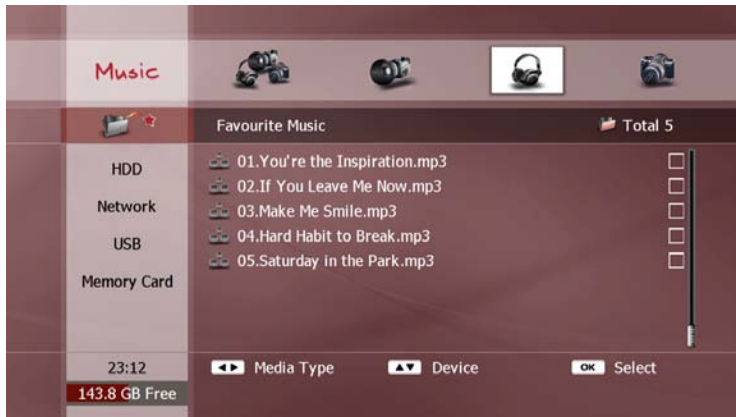 Music
Favourite Music
Total 5
HDD
Network
USB
Memory Card
01.You're the Inspiration.mp3
02.If You Leave Me Now.mp3
03.Make Me Smile.mp3
04.Hard Habit to Break.mp3
05.Saturday in the Park.mp3
23:12
143.8 GB Free
Media Type
Device
OK Select